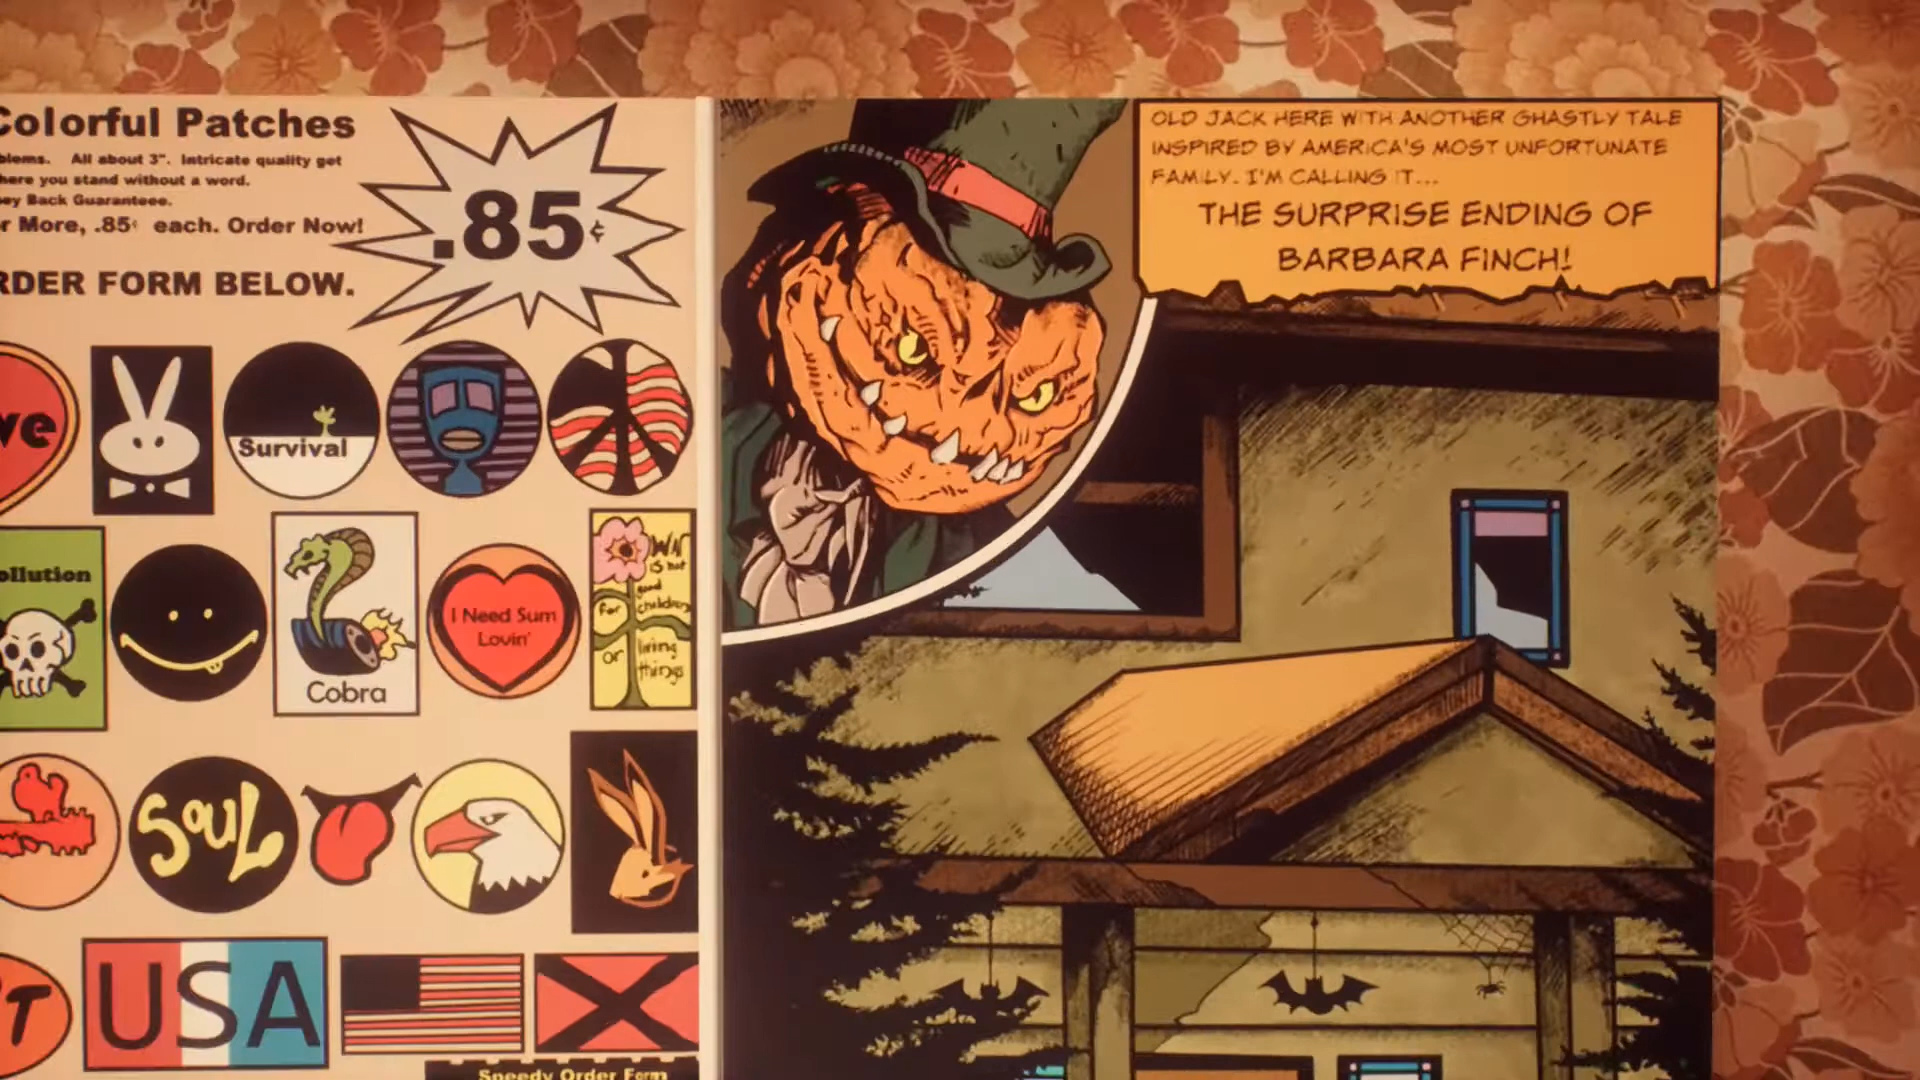 Colorful Patches
blems. All about 3". Intricate quality get
here you stand without a word.
ney Back Guaranteee.
r More, .85¢ each. Order Now!
RDER FORM BELOW.
.85¢
ve
Survival
ollution
Cobra
I Need Sum
Lovin'
War
is not
good
for children
or living
things
SOUL
T
USA
Speedy Order Form
OLD JACK HERE WITH ANOTHER GHASTLY TALE
INSPIRED BY AMERICA'S MOST UNFORTUNATE
FAMILY. I'M CALLING IT...
THE SURPRISE ENDING OF
BARBARA FINCH!